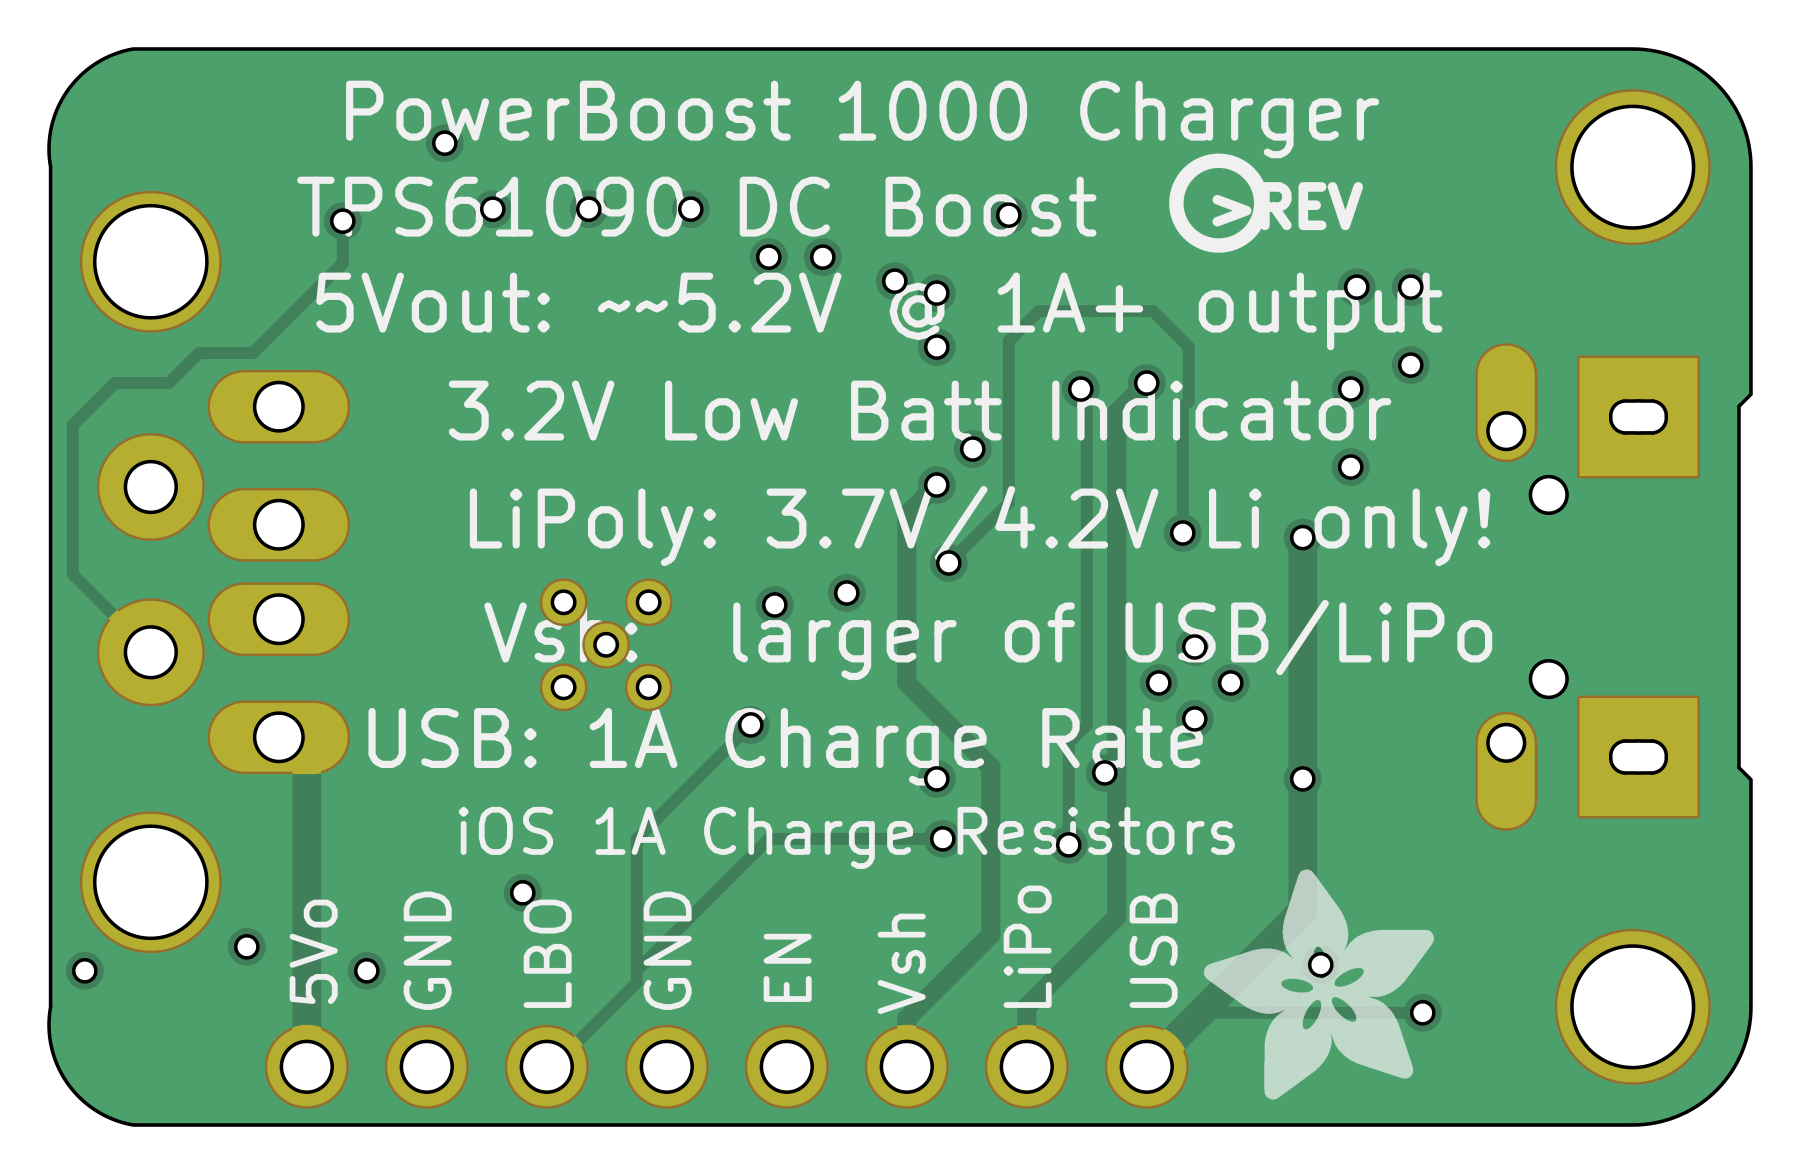 PowerBoost 1000 Charger
TPS61090 DC Boost >REV
5Vout: ~~5.2V @ 1A+ output
3.2V Low Batt Indicator
LiPoly: 3.7V/4.2V Li only!
Vsh: larger of USB/LiPo
USB: 1A Charge Rate
iOS 1A Charge Resistors
5Vo
GND
LBO
GND
EN
Vsh
LiPo
USB